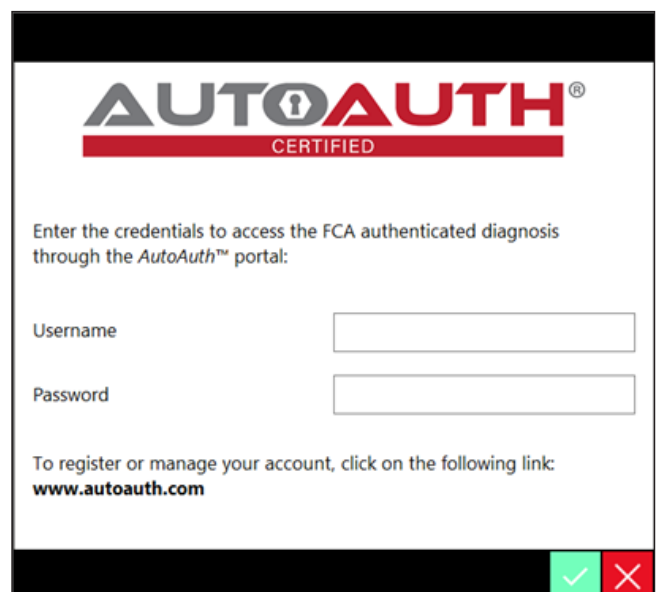 AUTOAUTH®
CERTIFIED
Enter the credentials to access the FCA authenticated diagnosis
through the AutoAuth™ portal:
Username
Password
To register or manage your account, click on the following link:
www.autoauth.com